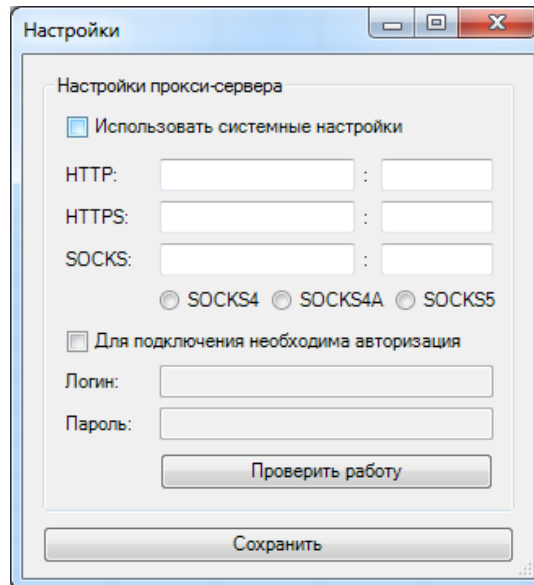 Настройки
Настройки прокси-сервера
Использовать системные настройки
HTTP: :
HTTPS: :
SOCKS: :
SOCKS4 SOCKS4A SOCKS5
Для подключения необходима авторизация
Логин:
Пароль:
Проверить работу
Сохранить